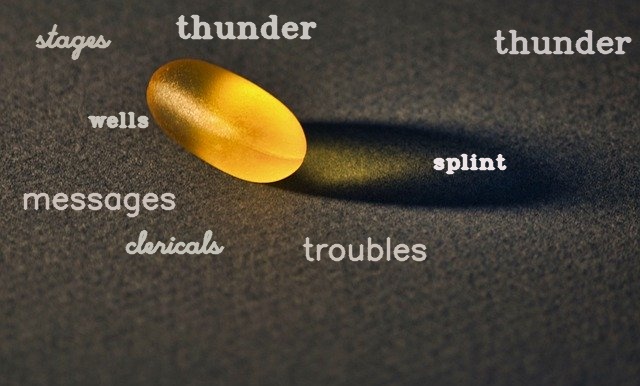 stages
thunder
thunder
wells
splint
messages
clericals
troubles